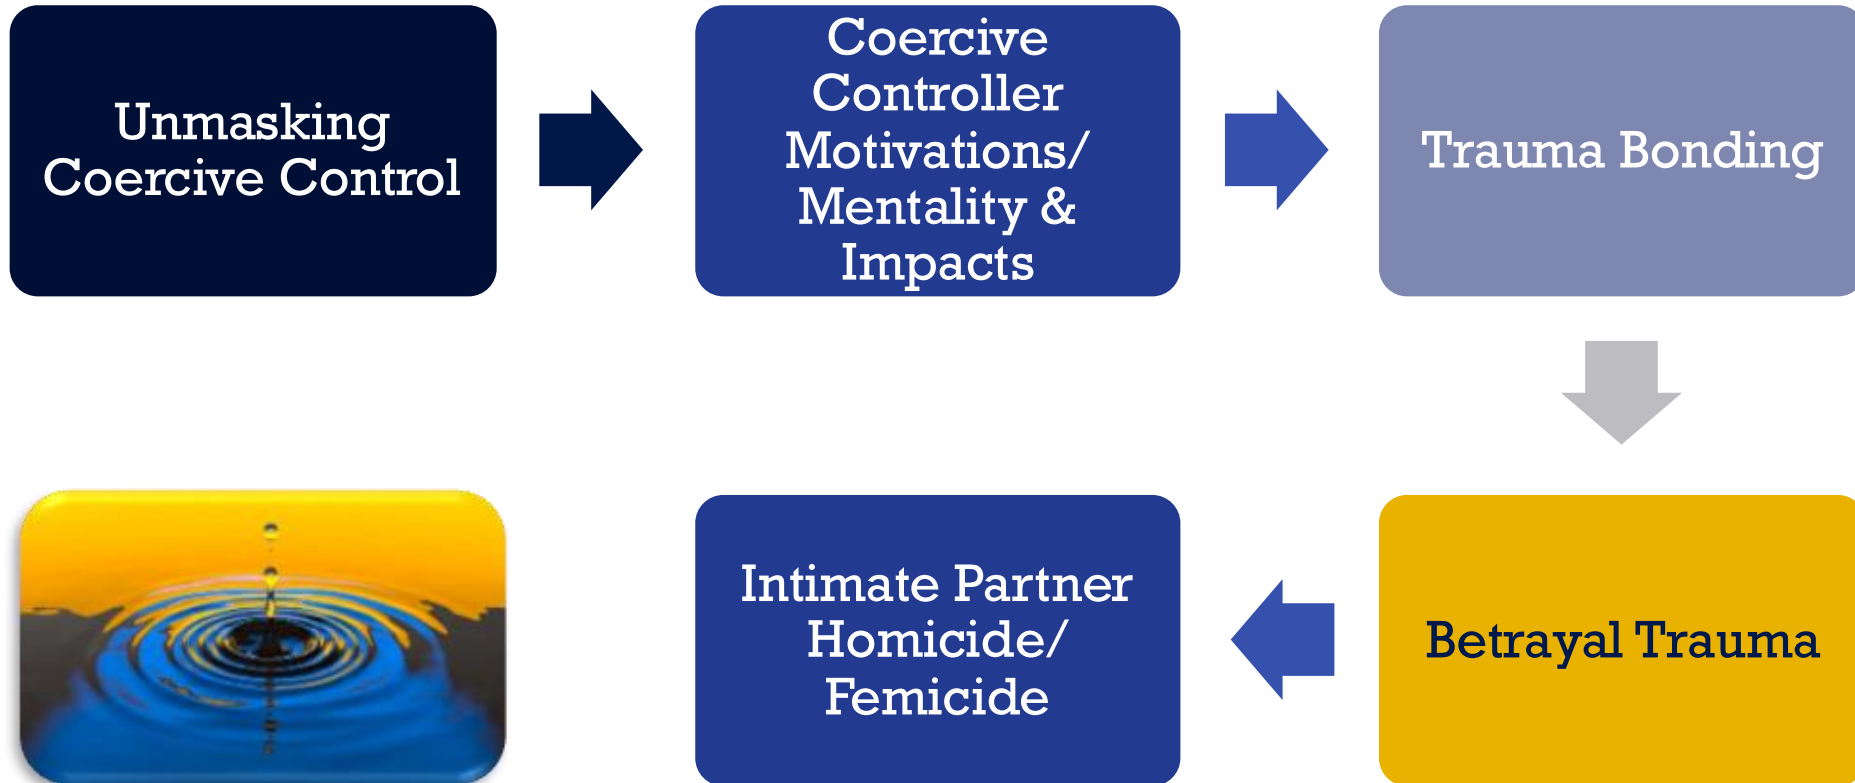 Unmasking
Coercive Control
Coercive
Controller
Motivations/
Mentality &
Impacts
Trauma Bonding
Betrayal Trauma
Intimate Partner
Homicide/
Femicide